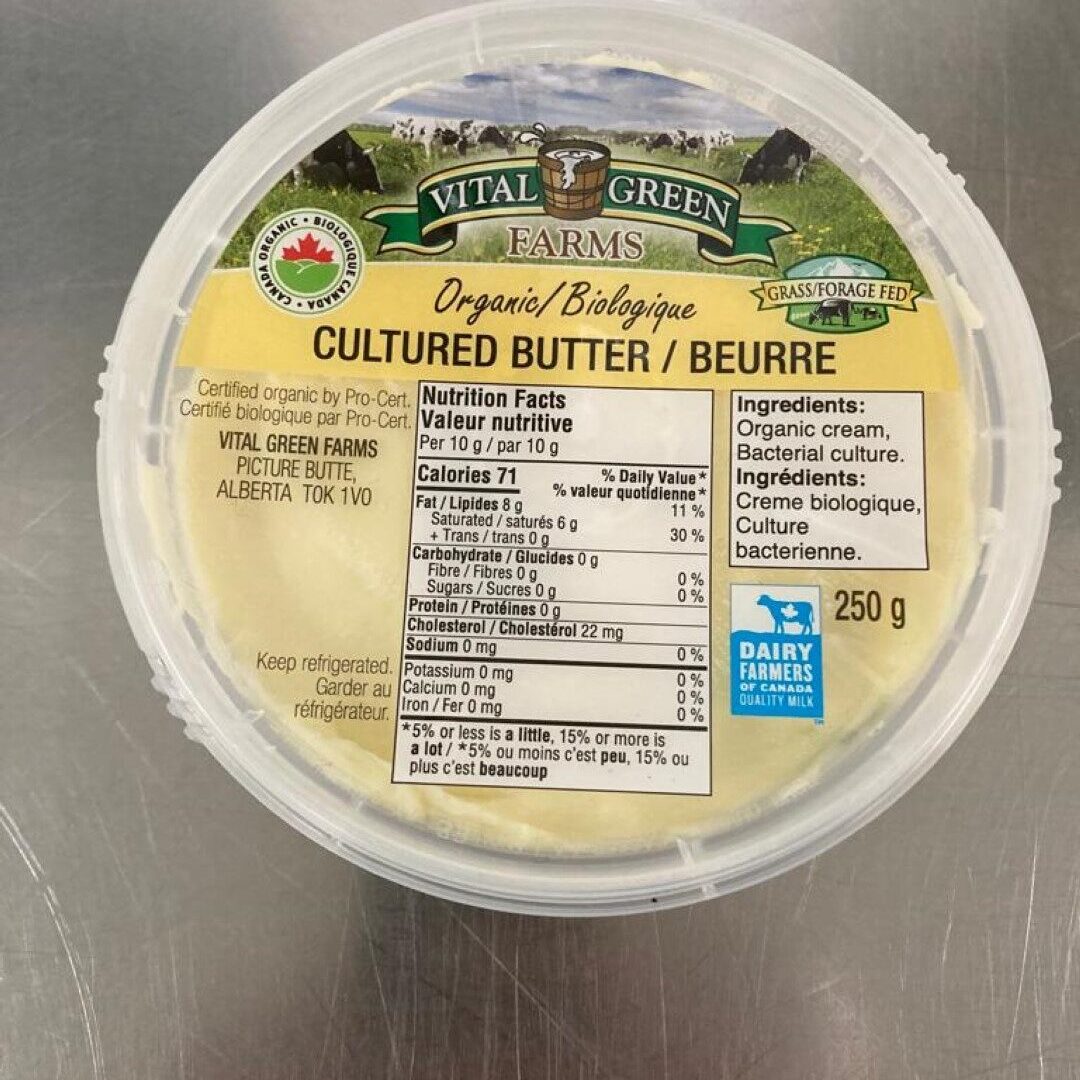 VITAL GREEN
FARMS
CANADA ORGANIC • BIOLOGIQUE CANADA •
GRASS/FORAGE FED
Organic/Biologique
CULTURED BUTTER / BEURRE
Certified organic by Pro-Cert.
Certifié biologique par Pro-Cert.
VITAL GREEN FARMS
PICTURE BUTTE,
ALBERTA T0K 1V0
Keep refrigerated.
Garder au
réfrigérateur.
Nutrition Facts
Valeur nutritive
Per 10 g / par 10 g
Calories 71
% Daily Value*
% valeur quotidienne*
Fat / Lipides 8 g 11 %
Saturated / saturés 6 g
+ Trans / trans 0 g 30 %
Carbohydrate / Glucides 0 g
Fibre / Fibres 0 g 0 %
Sugars / Sucres 0 g 0 %
Protein / Protéines 0 g
Cholesterol / Cholestérol 22 mg
Sodium 0 mg 0 %
Potassium 0 mg 0 %
Calcium 0 mg 0 %
Iron / Fer 0 mg 0 %
*5% or less is a little, 15% or more is
a lot / *5% ou moins c'est peu, 15% ou
plus c'est beaucoup
Ingredients:
Organic cream,
Bacterial culture.
Ingrédients:
Creme biologique,
Culture
bacterienne.
250 g
DAIRY
FARMERS
OF CANADA
QUALITY MILK
TM